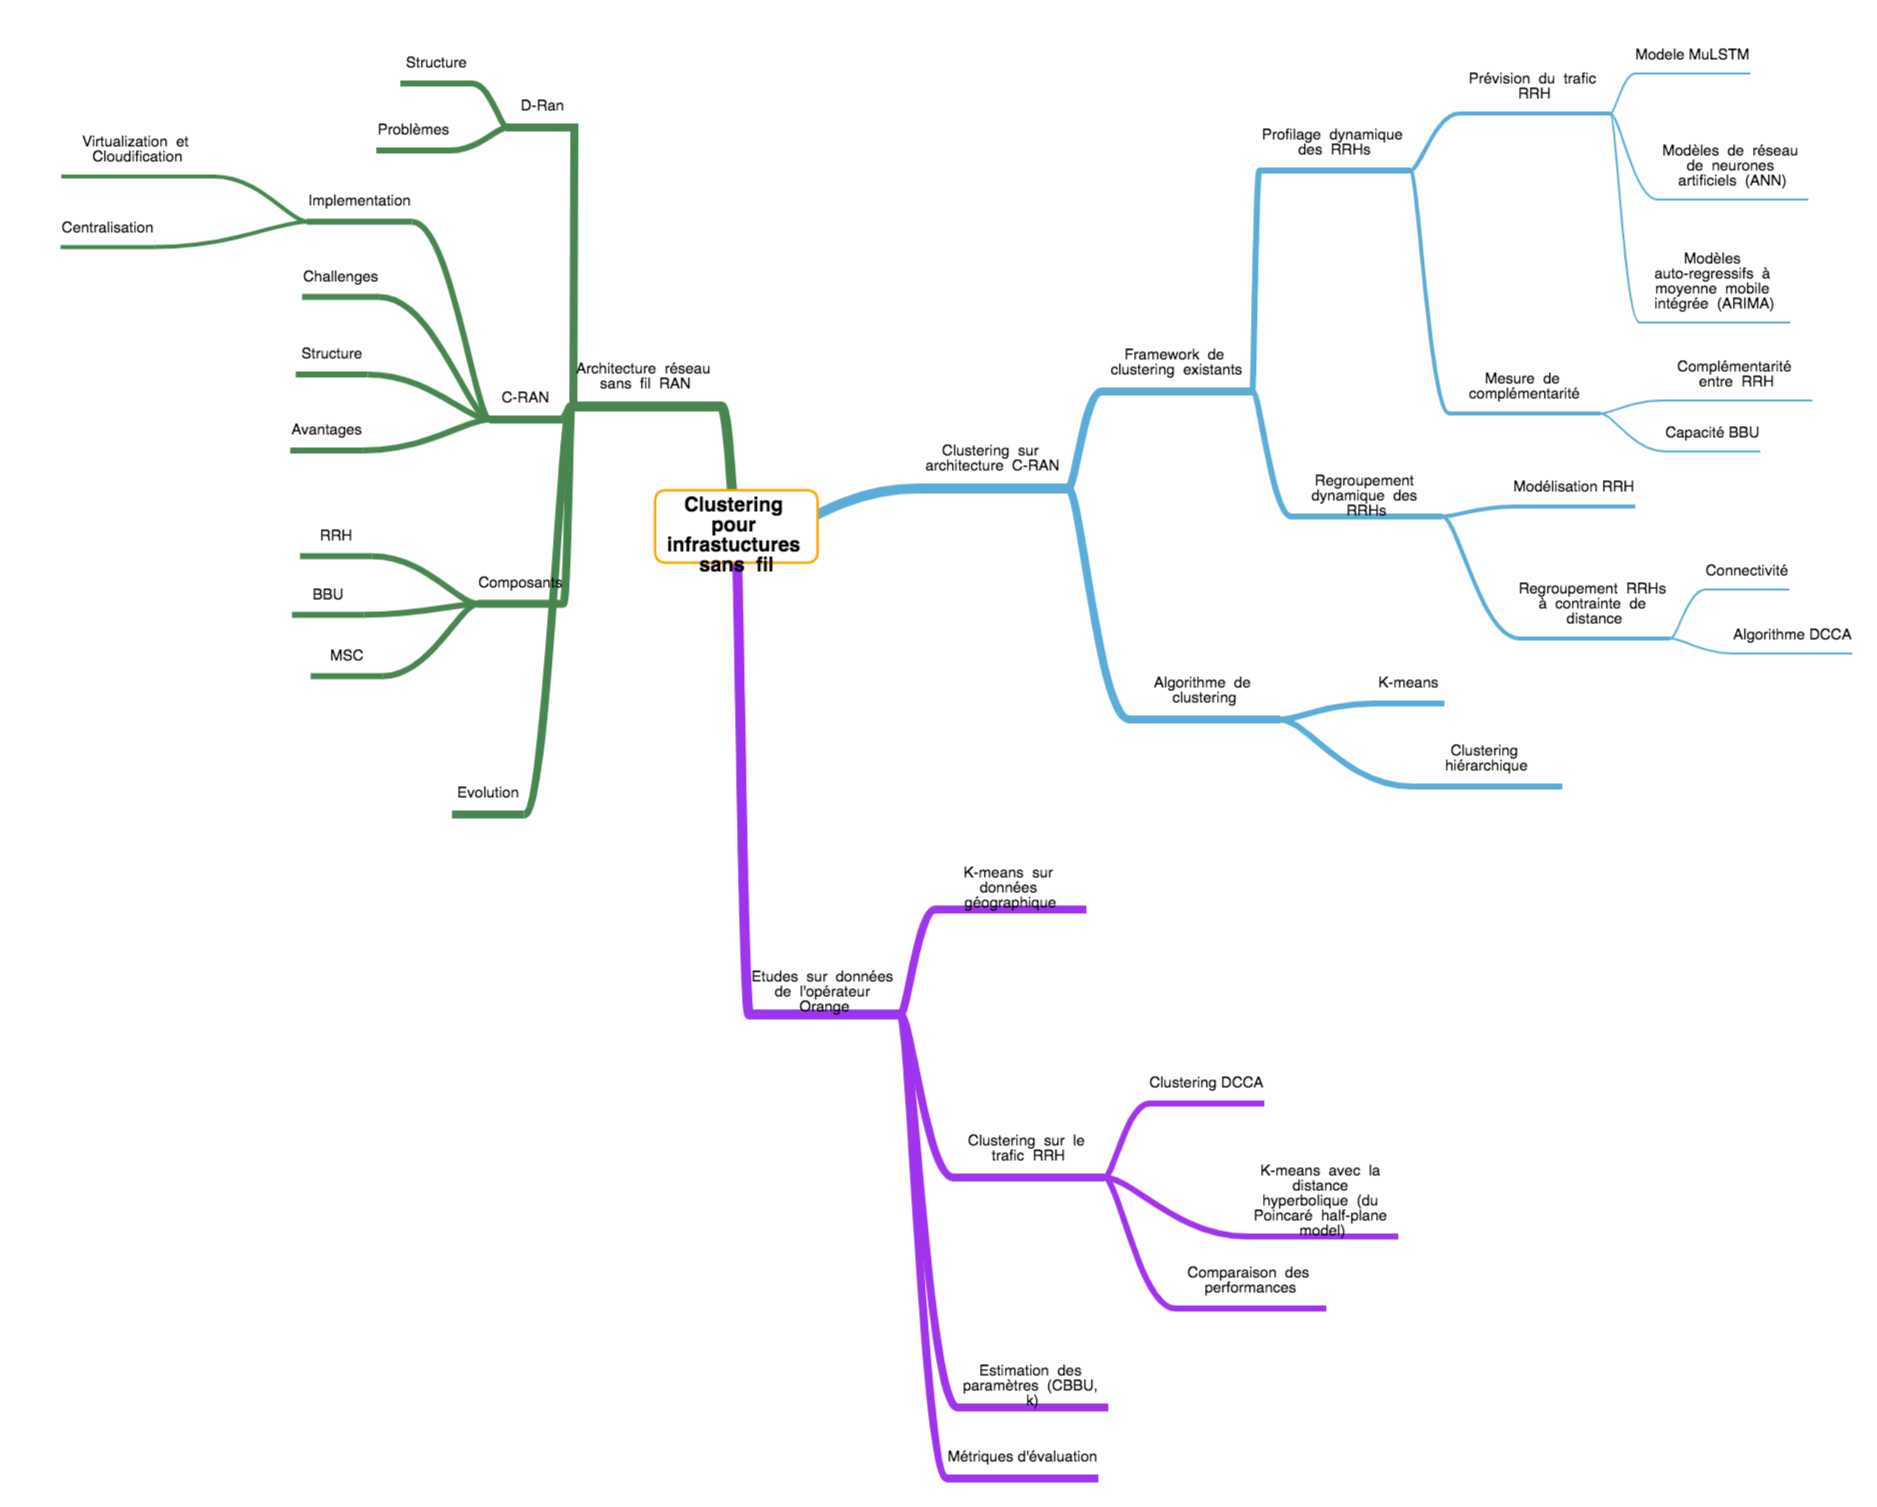 Clustering
pour
infrastuctures
sans fil
Architecture réseau
sans fil RAN
D-Ran
Structure
Problèmes
C-RAN
Implementation
Virtualization et
Cloudification
Centralisation
Challenges
Structure
Avantages
Composants
RRH
BBU
MSC
Evolution
Clustering sur
architecture C-RAN
Framework de
clustering existants
Profilage dynamique
des RRHs
Prévision du trafic
RRH
Modele MuLSTM
Modèles de réseau
de neurones
artificiels (ANN)
Modèles
auto-regressifs à
moyenne mobile
intégrée (ARIMA)
Mesure de
complémentarité
Complémentarité
entre RRH
Capacité BBU
Regroupement
dynamique des
RRHs
Modélisation RRH
Regroupement RRHs
à contrainte de
distance
Connectivité
Algorithme DCCA
Algorithme de
clustering
K-means
Clustering
hiérarchique
Etudes sur données
de l'opérateur
Orange
K-means sur
données
géographique
Clustering sur le
trafic RRH
Clustering DCCA
K-means avec la
distance
hyperbolique (du
Poincaré half-plane
model)
Comparaison des
performances
Estimation des
paramètres (CBBU,
k)
Métriques d'évaluation